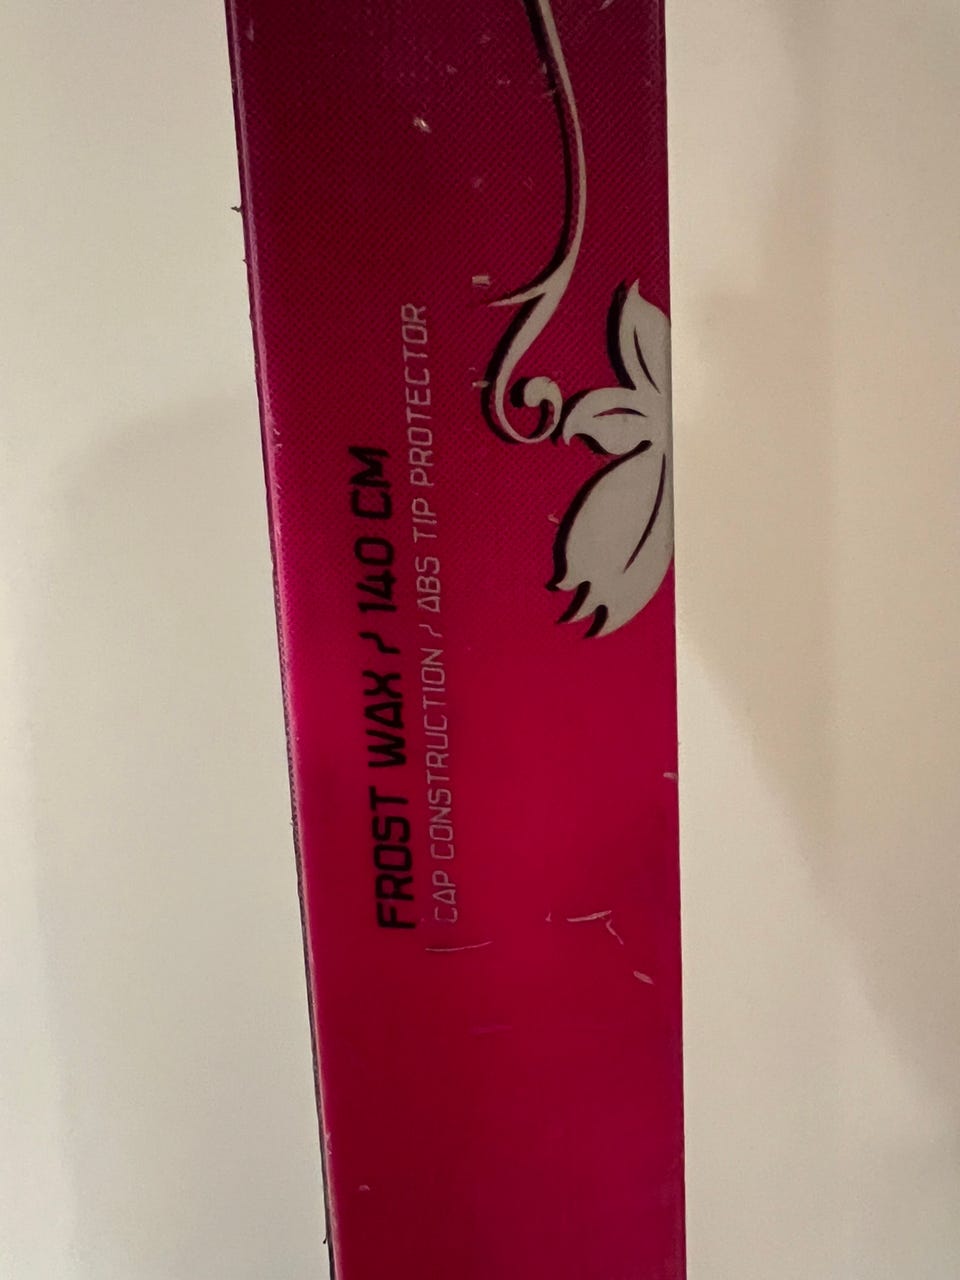 FROST WAX / 140 CM
CAP CONSTRUCTION / ABS TIP PROTECTOR